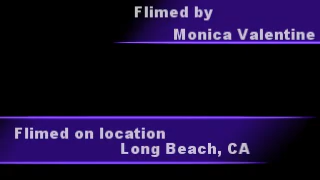 Flimed by
Monica Valentine
Flimed on location
Long Beach, CA